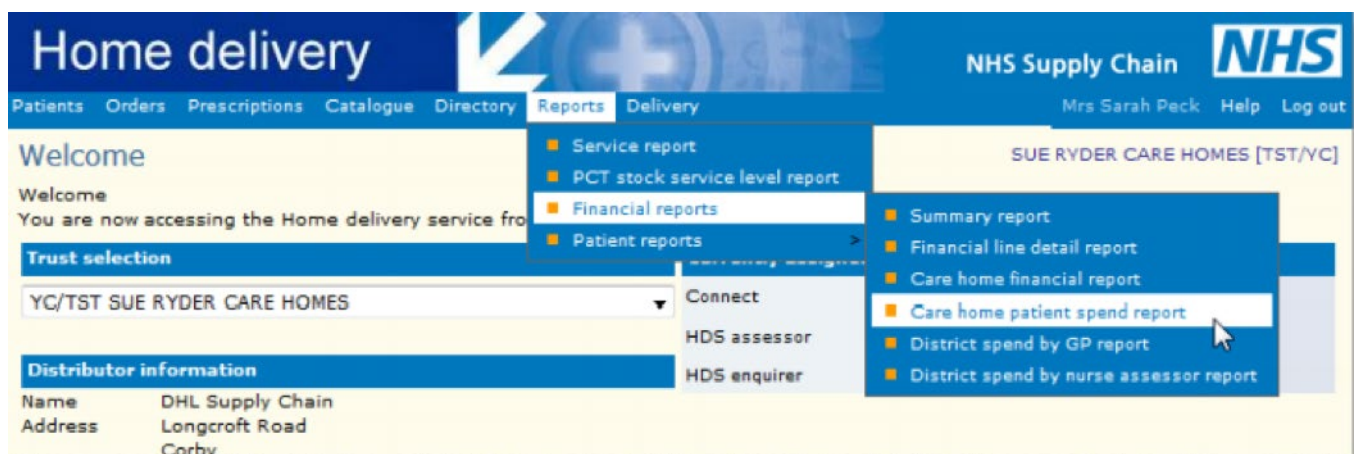 Home delivery
NHS Supply Chain NHS
Patients Orders Prescriptions Catalogue Directory Reports Delivery Mrs Sarah Peck Help Log out
Welcome
SUE RYDER CARE HOMES [TST/YC]
Welcome
You are now accessing the Home delivery service
Service report
PCT stock service level report
Financial reports
Patient reports >
Summary report
Financial line detail report
Care home financial report
Care home patient spend report
District spend by GP report
District spend by nurse assessor report
Trust selection
YC/TST SUE RYDER CARE HOMES
Connect
HDS assessor
HDS enquirer
Distributor information
Name DHL Supply Chain
Address Longcroft Road
Corby